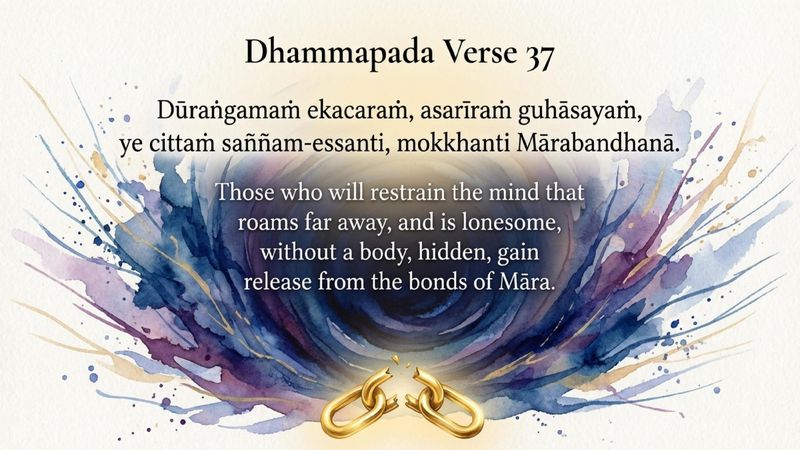 Dhammapada Verse 37
Dūraṅgamaṁ ekacaraṁ, asarīraṁ guhāsayaṁ,
ye cittaṁ saññam-essanti, mokkhanti Mārabandhanā.
Those who will restrain the mind that
roams far away, and is lonesome,
without a body, hidden, gain
release from the bonds of Māra.